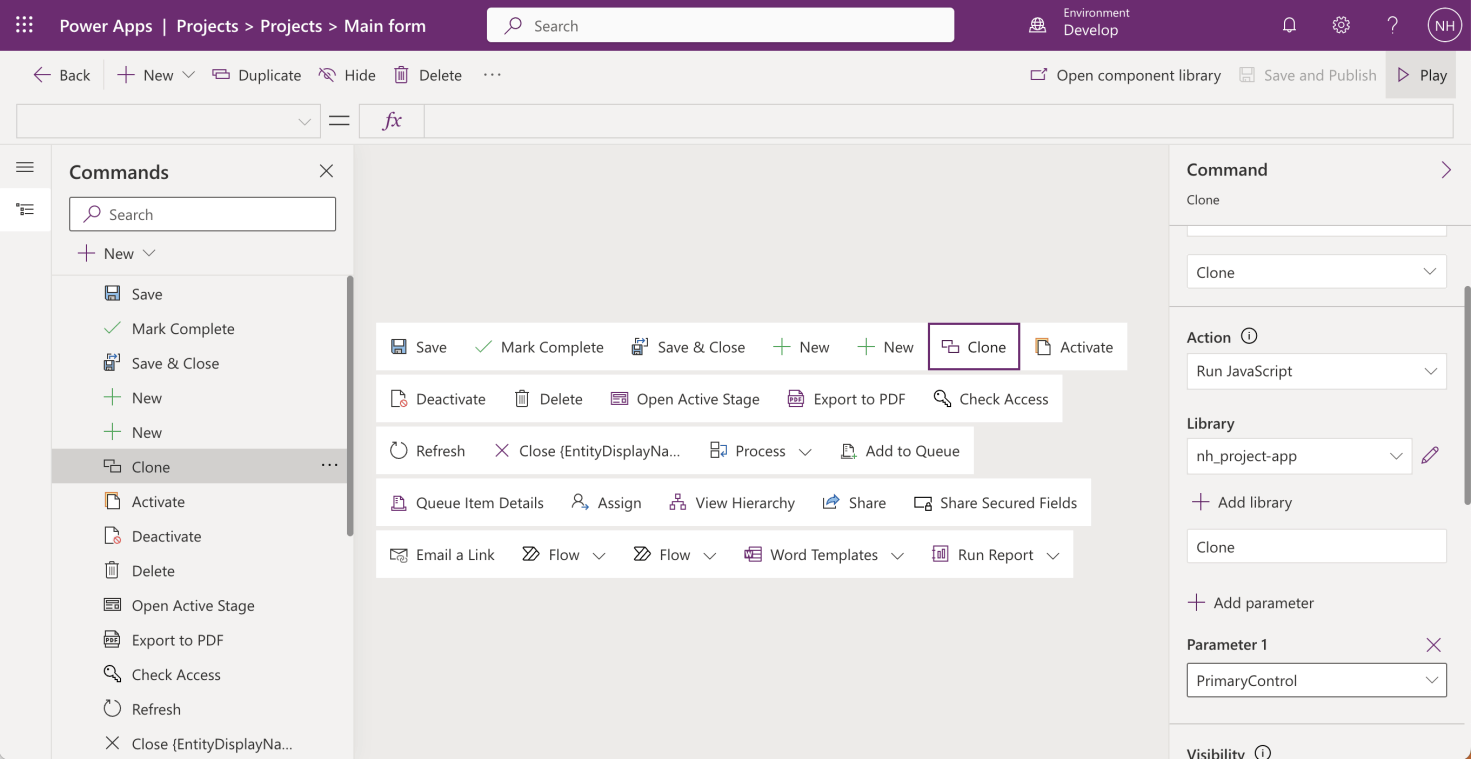 Power Apps | Projects > Projects > Main form
Search
Environment
Develop
NH
Back
New
Duplicate
Hide
Delete
Open component library
Save and Publish
Play
fx
Commands
Search
New
Save
Mark Complete
Save & Close
New
New
Clone
Activate
Deactivate
Delete
Open Active Stage
Export to PDF
Check Access
Refresh
Close {EntityDisplayNa...
Save Mark Complete Save & Close New New Clone Activate
Deactivate Delete Open Active Stage Export to PDF Check Access
Refresh Close {EntityDisplayNa... Process Add to Queue
Queue Item Details Assign View Hierarchy Share Share Secured Fields
Email a Link Flow Flow Word Templates Run Report
Command
Clone
Clone
Action
Run JavaScript
Library
nh_project-app
Add library
Clone
Add parameter
Parameter 1
PrimaryControl
Visibility